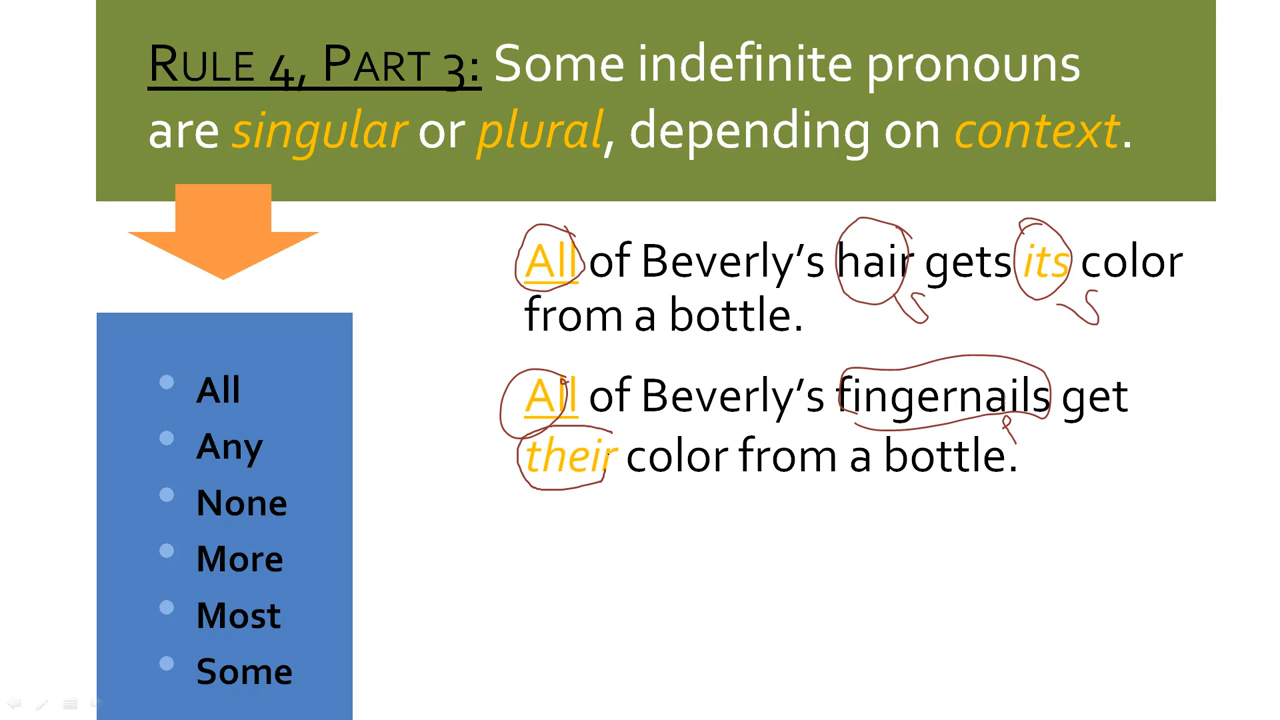 RULE 4, PART 3: Some indefinite pronouns
are singular or plural, depending on context.
All of Beverly's hair gets its color
from a bottle.
All of Beverly's fingernails get
their color from a bottle.
S
S
P
All
Any
None
More
Most
Some